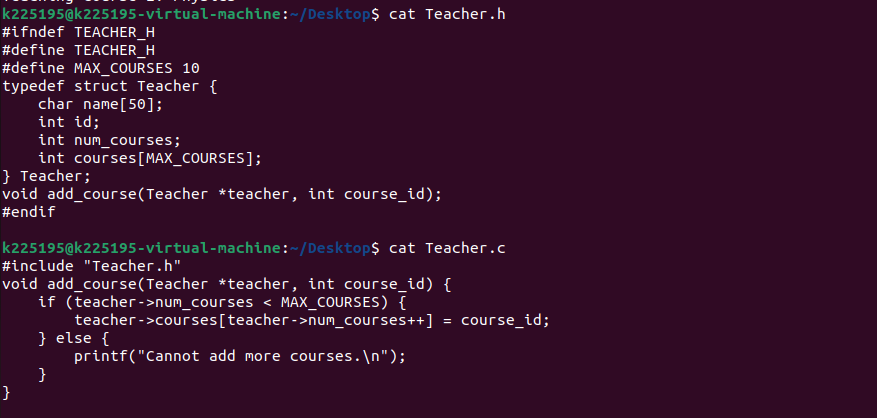 k225195@k225195-virtual-machine:~/Desktop$ cat Teacher.h
#ifndef TEACHER_H
#define TEACHER_H
#define MAX_COURSES 10
typedef struct Teacher {
    char name[50];
    int id;
    int num_courses;
    int courses[MAX_COURSES];
} Teacher;
void add_course(Teacher *teacher, int course_id);
#endif

k225195@k225195-virtual-machine:~/Desktop$ cat Teacher.c
#include "Teacher.h"
void add_course(Teacher *teacher, int course_id) {
    if (teacher->num_courses < MAX_COURSES) {
        teacher->courses[teacher->num_courses++] = course_id;
    } else {
        printf("Cannot add more courses.\n");
    }
}